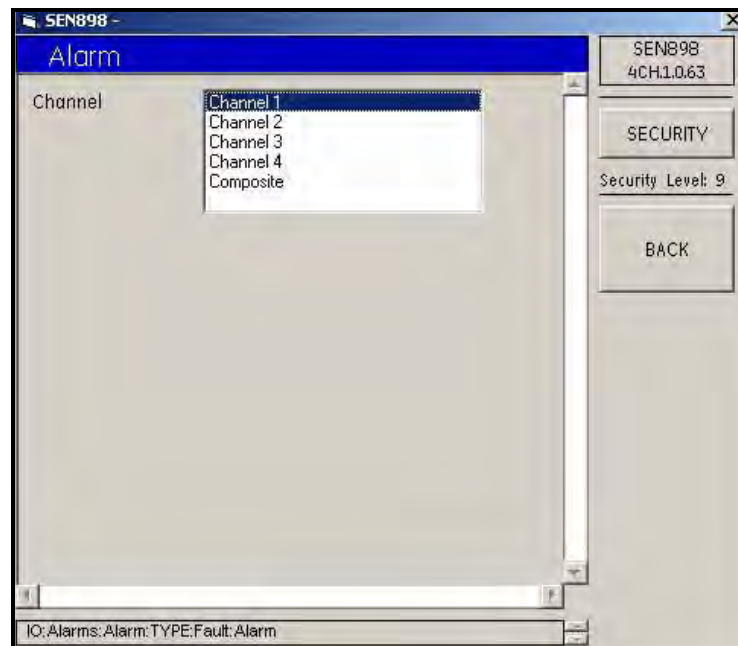 SEN898 -
Alarm
Channel
Channel 1
Channel 2
Channel 3
Channel 4
Composite
SEN898
4CH.1.0.63
SECURITY
Security Level: 9
BACK
IO:Alarms:Alarm:TYPE:Fault:Alarm